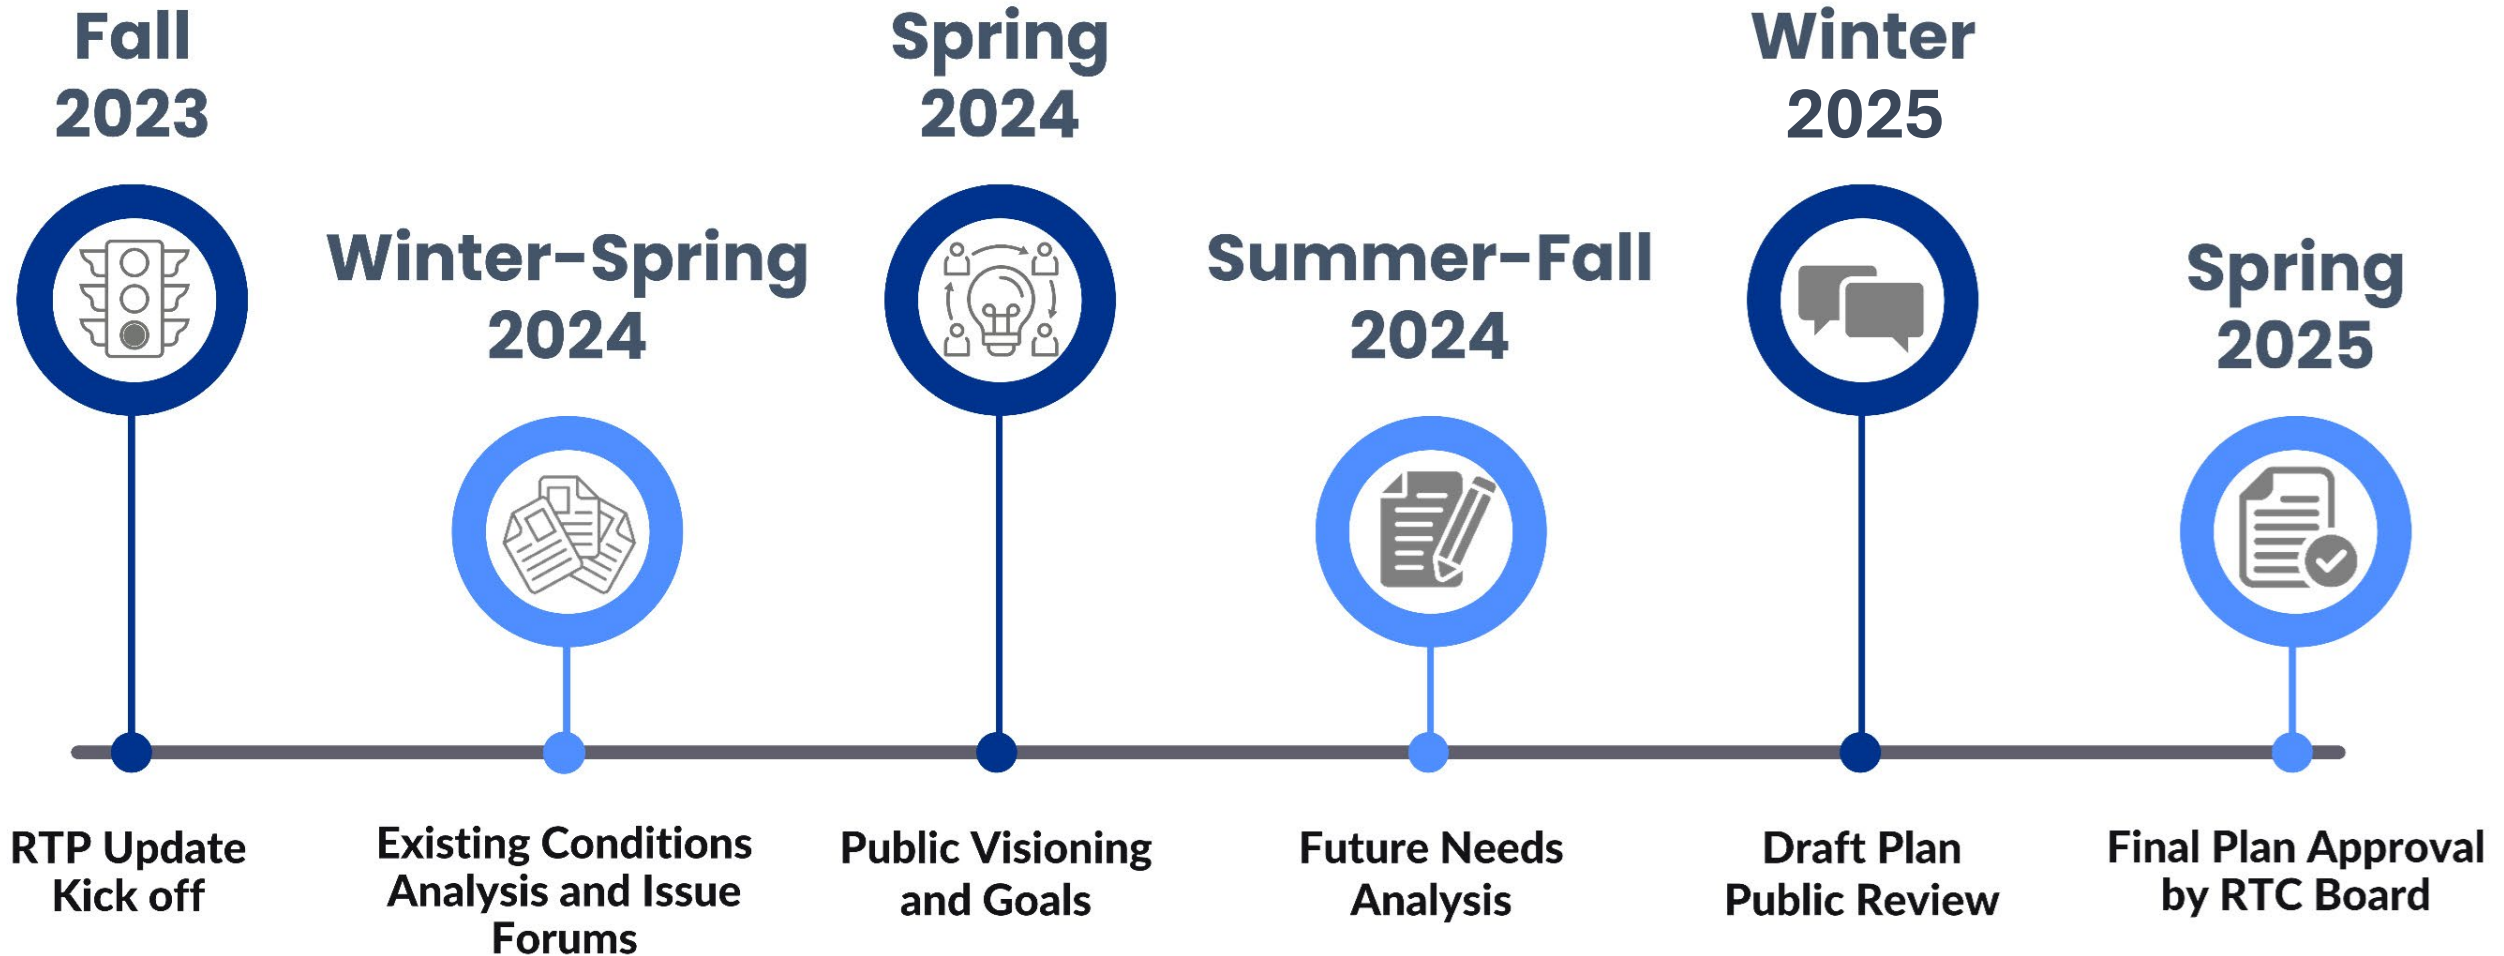 Fall
2023
Winter-Spring
2024
Spring
2024
Summer-Fall
2024
Winter
2025
Spring
2025
RTP Update
Kick off
Existing Conditions
Analysis and Issue
Forums
Public Visioning
and Goals
Future Needs
Analysis
Draft Plan
Public Review
Final Plan Approval
by RTC Board